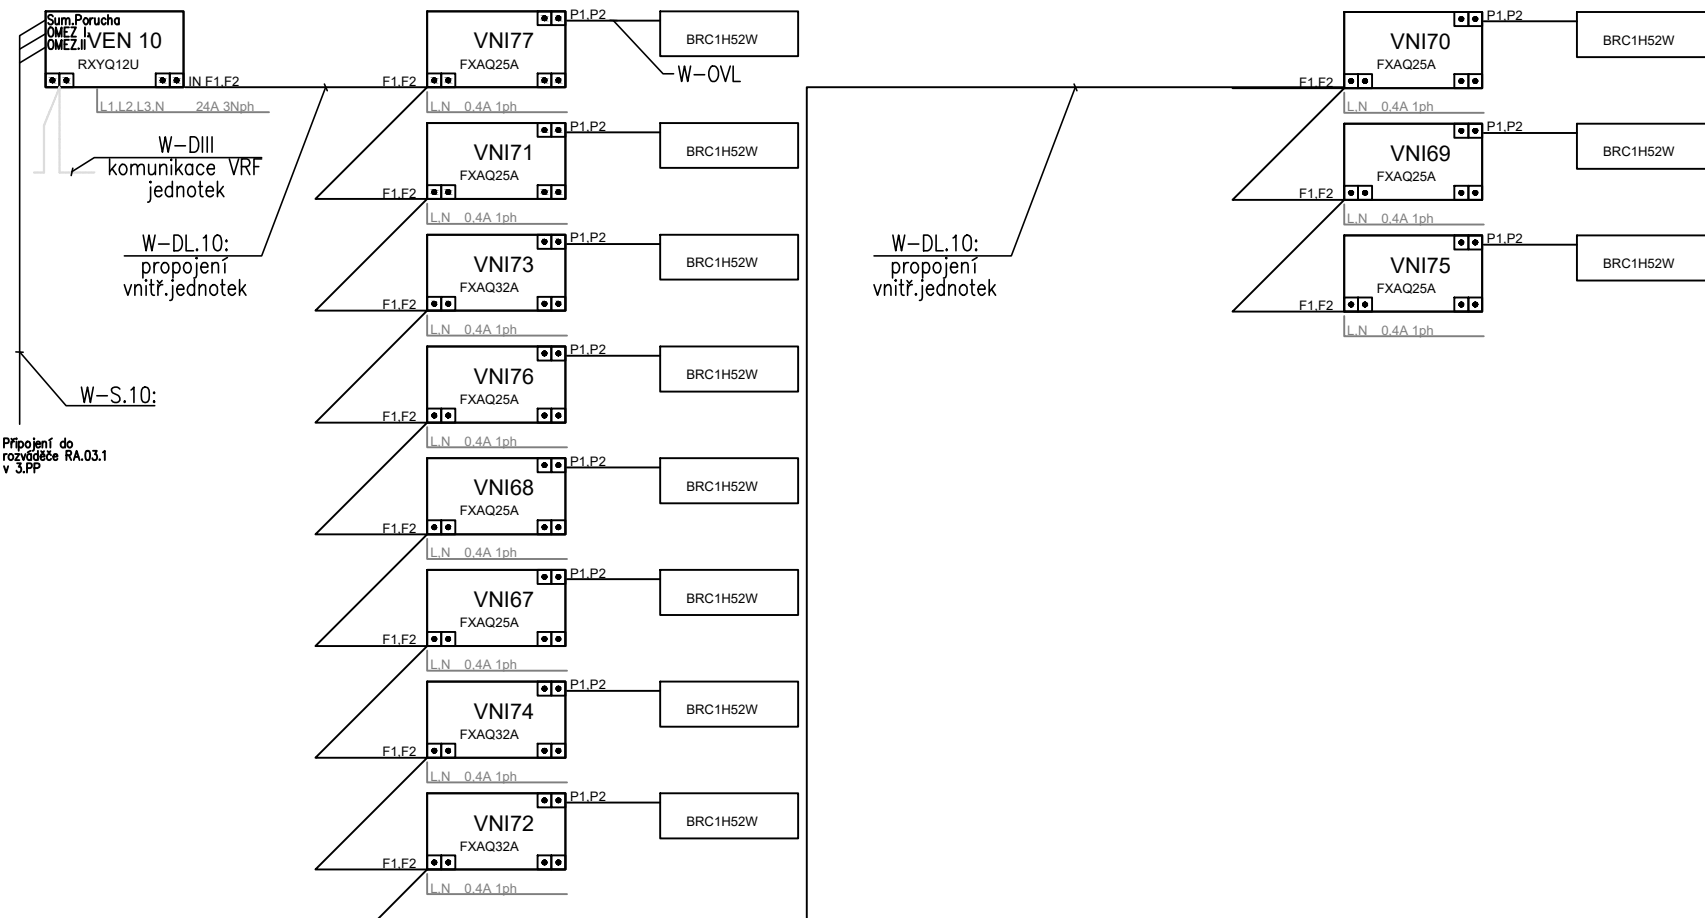 Sum.Porucha
OMEZ I.
OMEZ.II
VEN 10
RXYQ12U
IN F1,F2
L1,L2,L3,N 24A 3Nph
W-DIII
komunikace VRF
jednotek
W-DL.10:
propojení
vnitř.jednotek
W-S.10:
Připojení do
rozváděče RA.03.1
v 3.PP
VNI77
FXAQ25A
F1,F2
P1,P2
BRC1H52W
W-OVL
L,N 0,4A 1ph
VNI71
FXAQ25A
F1,F2
P1,P2
BRC1H52W
L,N 0,4A 1ph
VNI73
FXAQ32A
F1,F2
P1,P2
BRC1H52W
L,N 0,4A 1ph
VNI76
FXAQ25A
F1,F2
P1,P2
BRC1H52W
L,N 0,4A 1ph
VNI68
FXAQ25A
F1,F2
P1,P2
BRC1H52W
L,N 0,4A 1ph
VNI67
FXAQ25A
F1,F2
P1,P2
BRC1H52W
L,N 0,4A 1ph
VNI74
FXAQ32A
F1,F2
P1,P2
BRC1H52W
L,N 0,4A 1ph
VNI72
FXAQ32A
F1,F2
P1,P2
BRC1H52W
L,N 0,4A 1ph
W-DL.10:
propojení
vnitř.jednotek
VNI70
FXAQ25A
F1,F2
P1,P2
BRC1H52W
L,N 0,4A 1ph
VNI69
FXAQ25A
F1,F2
P1,P2
BRC1H52W
L,N 0,4A 1ph
VNI75
FXAQ25A
F1,F2
P1,P2
BRC1H52W
L,N 0,4A 1ph